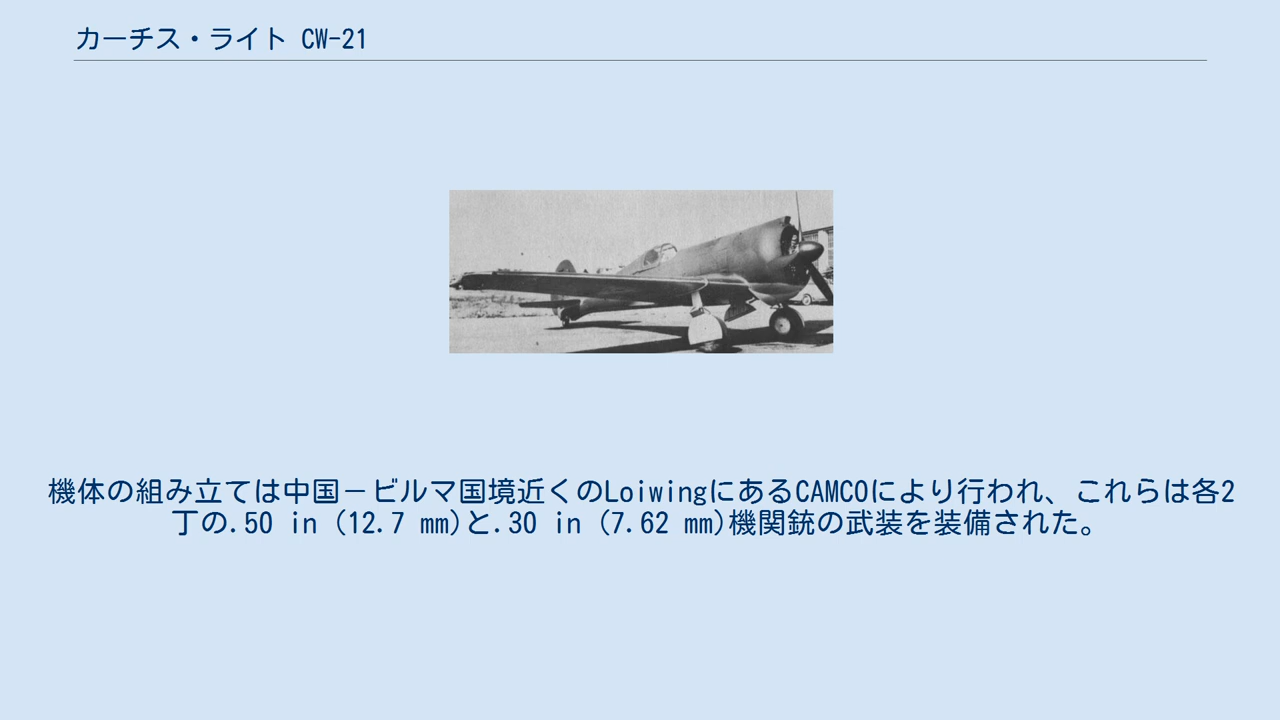 カーチス・ライト CW-21
機体の組み立ては中国－ビルマ国境近くのLoiwingにあるCAMCOにより行われ、これらは各2
丁の.50 in (12.7 mm)と.30 in (7.62 mm)機関銃の武装を装備された。